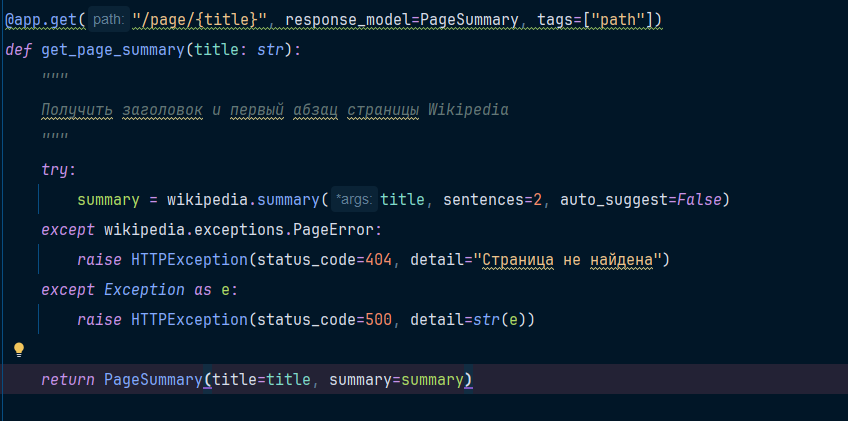 @app.get(path: "/page/{title}", response_model=PageSummary, tags=["path"])
def get_page_summary(title: str):
"""
Получить заголовок и первый абзац страницы Wikipedia
"""
try:
summary = wikipedia.summary(*args: title, sentences=2, auto_suggest=False)
except wikipedia.exceptions.PageError:
raise HTTPException(status_code=404, detail="Страница не найдена")
except Exception as e:
raise HTTPException(status_code=500, detail=str(e))
return PageSummary(title=title, summary=summary)